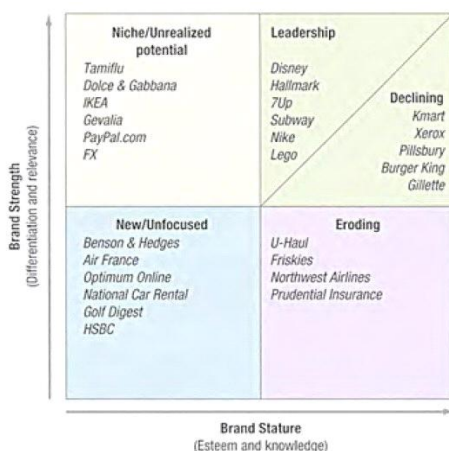 Niche/Unrealized
potential
Tamiflu
Dolce & Gabbana
IKEA
Gevalia
PayPal.com
FX
Leadership
Disney
Hallmark
7Up
Subway
Nike
Lego
Declining
Kmart
Xerox
Pillsbury
Burger King
Gillette
New/Unfocused
Benson & Hedges
Air France
Optimum Online
National Car Rental
Golf Digest
HSBC
Eroding
U-Haul
Friskies
Northwest Airlines
Prudential Insurance
Brand Strength
(Differentiation and relevance)
Brand Stature
(Esteem and knowledge)